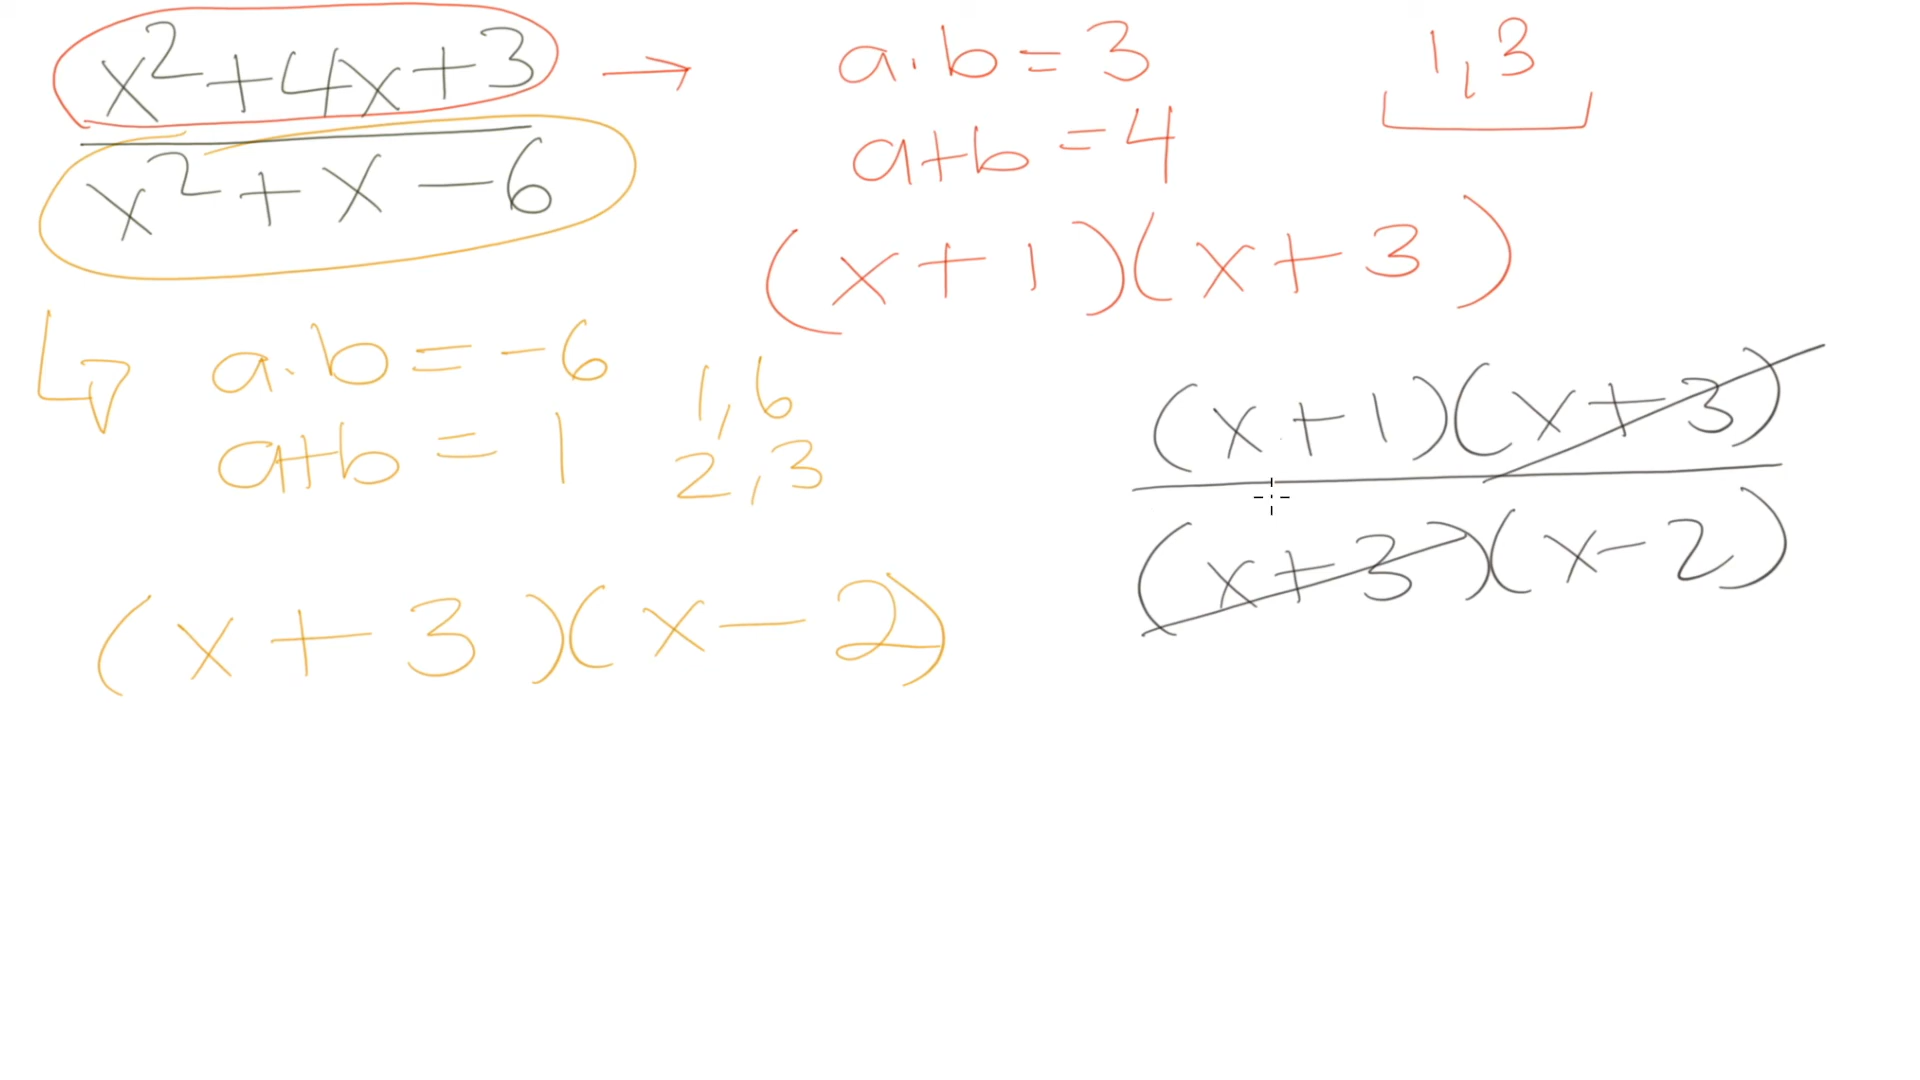 x²+4x+3
x²+x-6
a·b=3
a+b=4
1,3
(x+1)(x+3)
a·b=-6
a+b=1
1,6
2,3
(x+3)(x-2)
(x+1)(x+3)
(x+3)(x-2)